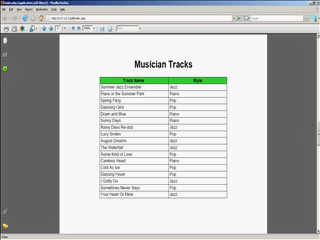 Musician Tracks
Track Name Style
Summer Jazz Ensemble Jazz
Piano in the Summer Park Piano
Spring Fling Pop
Dancing Girls Pop
Down and Blue Piano
Sunny Days Piano
Rainy Days Re-dub Jazz
Lazy Smiles Pop
August Dreams Jazz
The Waterfall Jazz
Some Kind of Love Pop
Careless Heart Piano
Cold As Ice Pop
Dancing Fever Pop
I Gotta Go Jazz
Sometimes Never Says Pop
Your Heart Or Mine Jazz